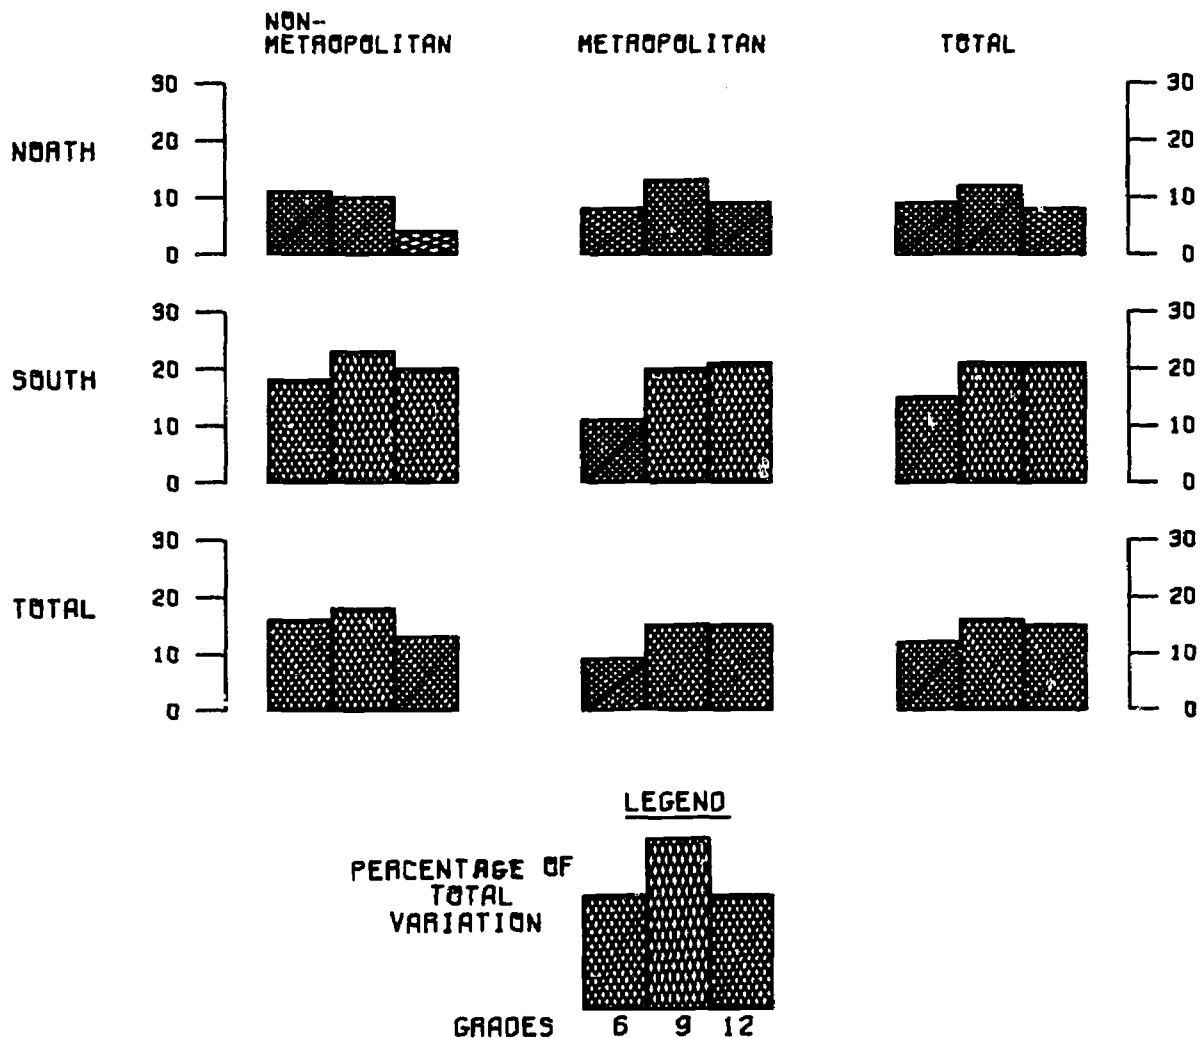 NON-
METROPOLITAN METROPOLITAN TOTAL
30 30
20 20
NORTH
10 10
0 0
30 30
20 20
SOUTH
10 10
0 0
30 30
20 20
TOTAL
10 10
0 0
LEGEND
PERCENTAGE OF
TOTAL
VARIATION
GRADES 6 9 12